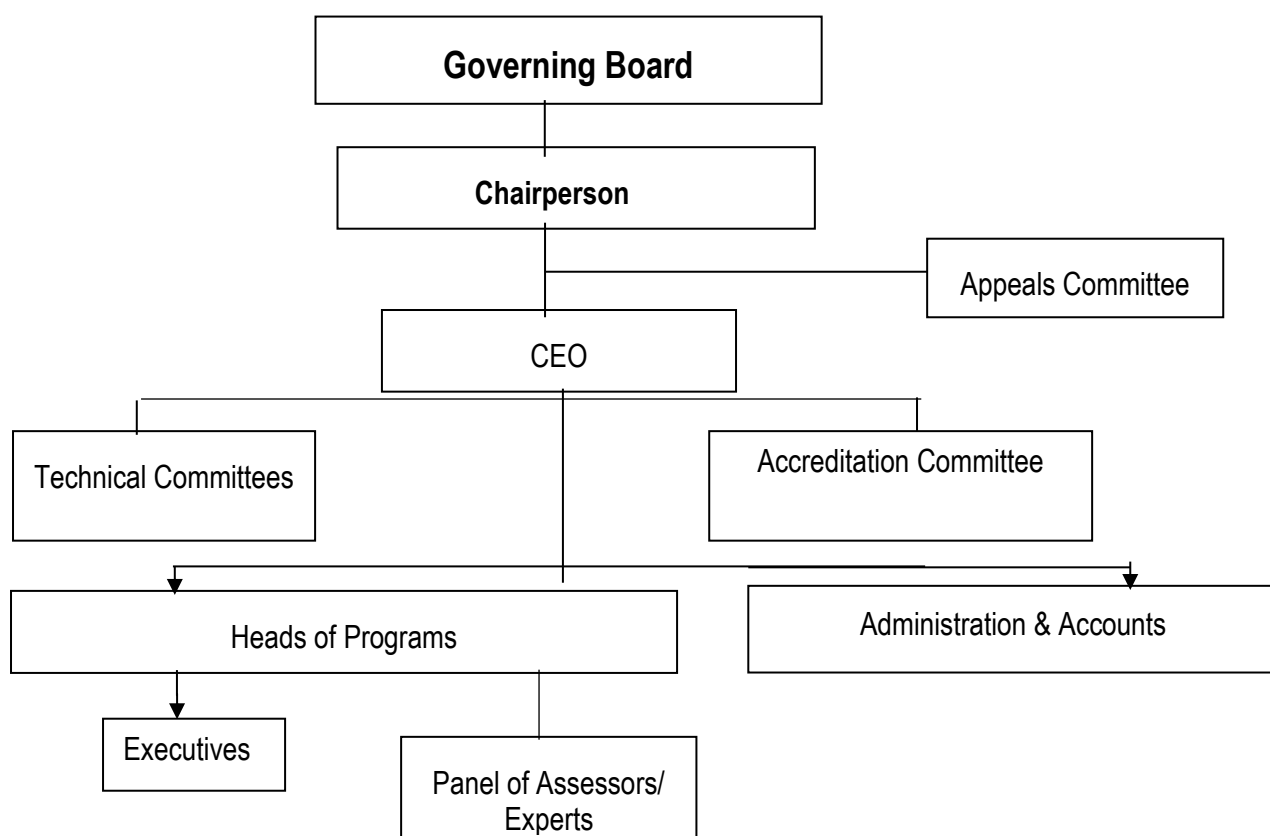 Governing Board
Chairperson
Appeals Committee
CEO
Technical Committees
Accreditation Committee
Heads of Programs
Administration & Accounts
Executives
Panel of Assessors/
Experts